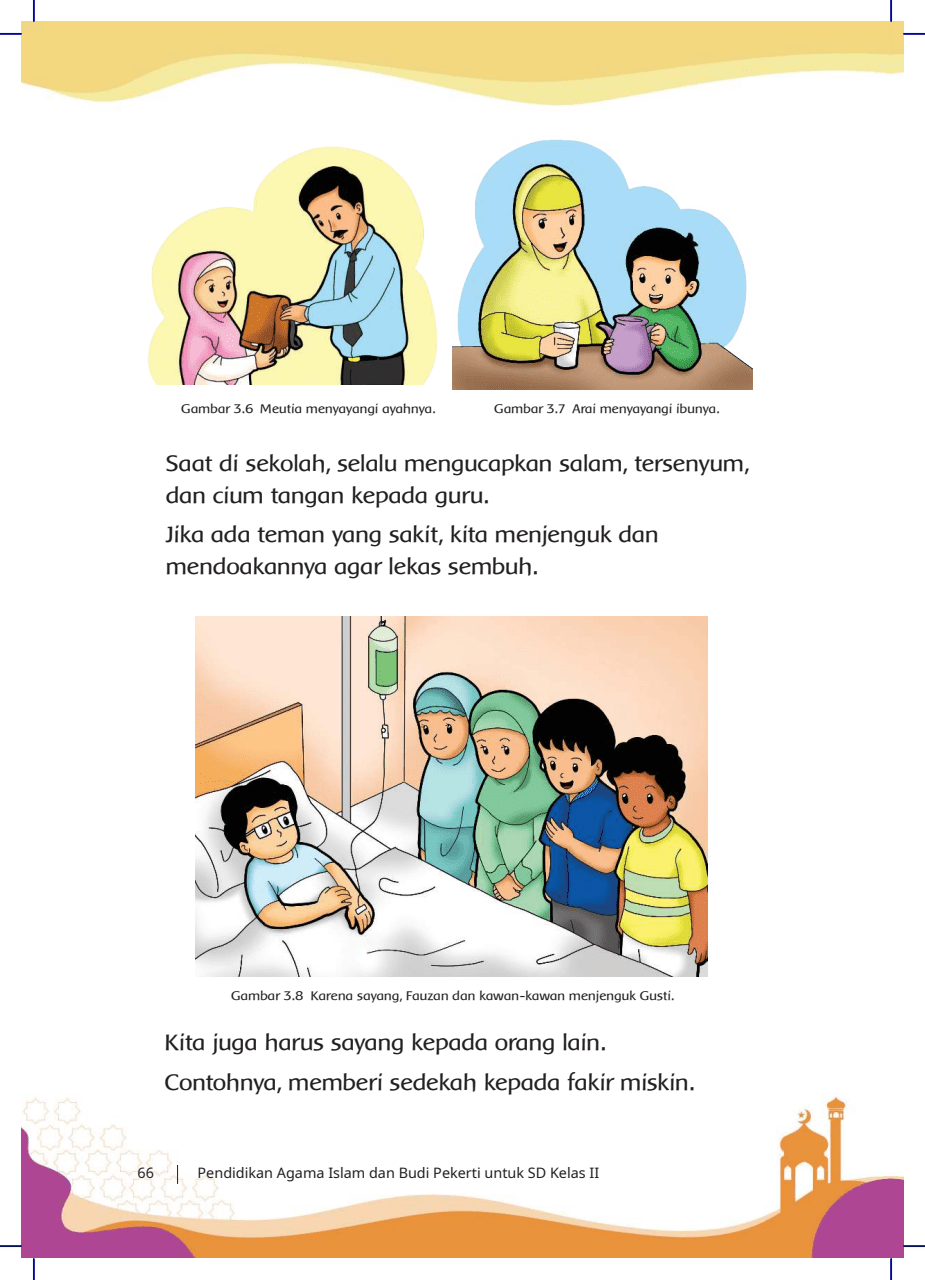 Gambar 3.6 Meutia menyayangi ayahnya.
Gambar 3.7 Arai menyayangi ibunya.
Saat di sekolah, selalu mengucapkan salam, tersenyum,
dan cium tangan kepada guru.
Jika ada teman yang sakit, kita menjenguk dan
mendoakannya agar lekas sembuh.
Gambar 3.8 Karena sayang, Fauzan dan kawan-kawan menjenguk Gusti.
Kita juga harus sayang kepada orang lain.
Contohnya, memberi sedekah kepada fakir miskin.
66 | Pendidikan Agama Islam dan Budi Pekerti untuk SD Kelas II